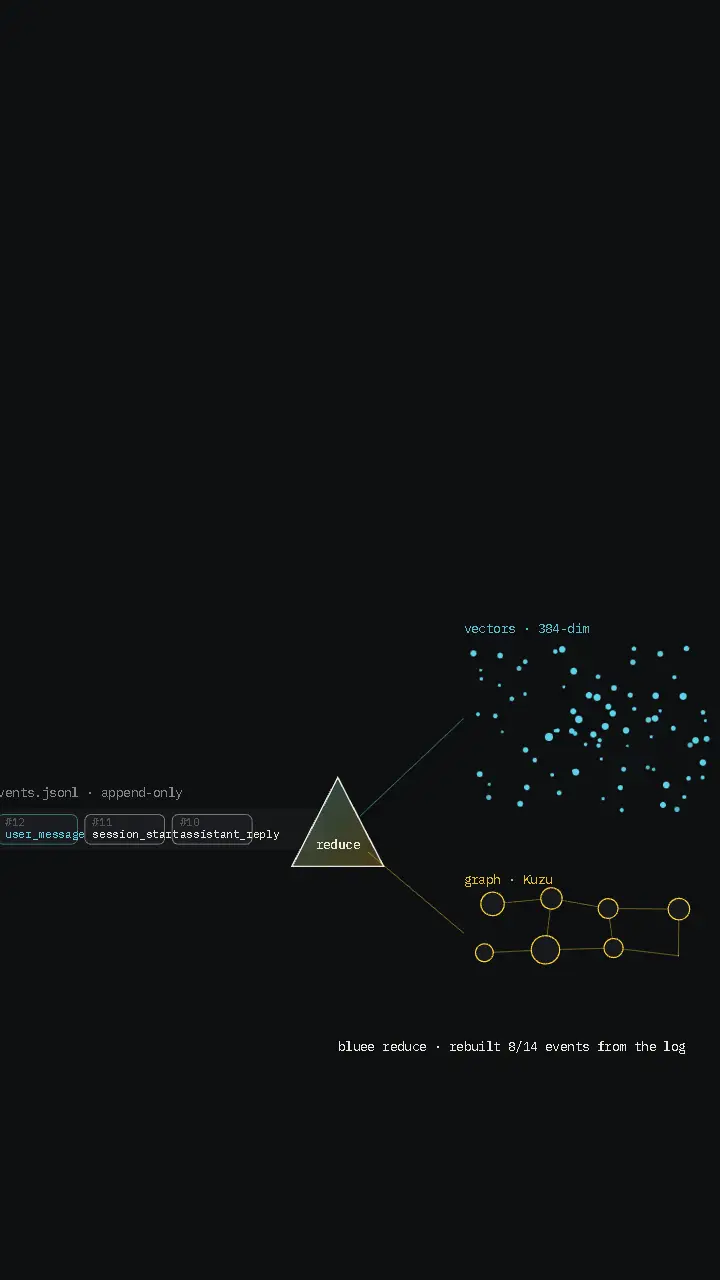 vectors · 384-dim
vents.jsonl · append-only
#12 #11 #10
user_message session_start assistant_reply
reduce
graph · Kuzu
bluee reduce · rebuilt 8/14 events from the log